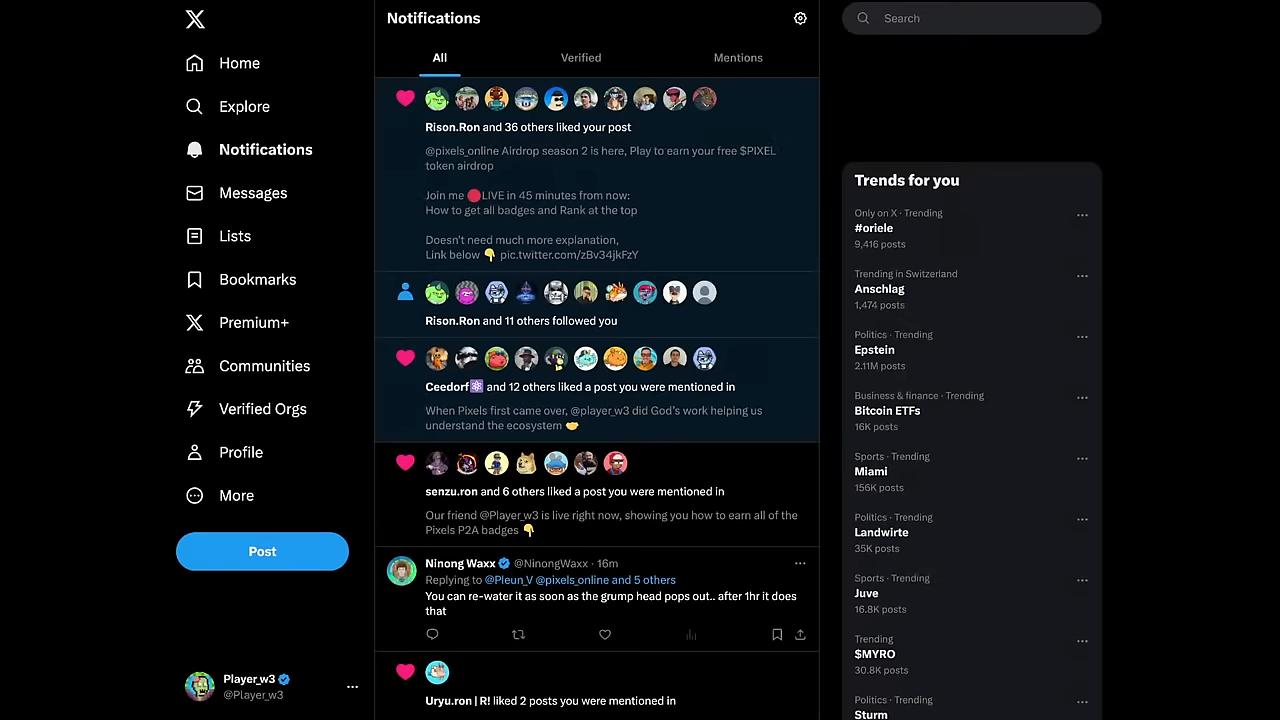 Home
Explore
Notifications
Messages
Lists
Bookmarks
Premium+
Communities
Verified Orgs
Profile
More
Post
Player_w3
@Player_w3
Notifications
All
Verified
Mentions
Rison.Ron and 36 others liked your post
@pixels_online Airdrop season 2 is here, Play to earn your free $PIXEL
token airdrop
Join me 🔴LIVE in 45 minutes from now:
How to get all badges and Rank at the top
Doesn't need much more explanation,
Link below 👇 pic.twitter.com/zBv34jkFzY
Rison.Ron and 11 others followed you
Ceedorf⚛️ and 12 others liked a post you were mentioned in
When Pixels first came over, @player_w3 did God's work helping us
understand the ecosystem 🤝
senzu.ron and 6 others liked a post you were mentioned in
Our friend @Player_w3 is live right now, showing you how to earn all of the
Pixels P2A badges 👇
Ninong Waxx @NinongWaxx · 16m
Replying to @Pleun_V @pixels_online and 5 others
You can re-water it as soon as the grump head pops out.. after 1hr it does
that
Uryu.ron | R! liked 2 posts you were mentioned in
Search
Trends for you
Only on X · Trending
#oriele
9,416 posts
Trending in Switzerland
Anschlag
1,474 posts
Politics · Trending
Epstein
2.11M posts
Business & finance · Trending
Bitcoin ETFs
16K posts
Sports · Trending
Miami
156K posts
Politics · Trending
Landwirte
35K posts
Sports · Trending
Juve
16.8K posts
Trending
$MYRO
30.8K posts
Politics · Trending
Sturm